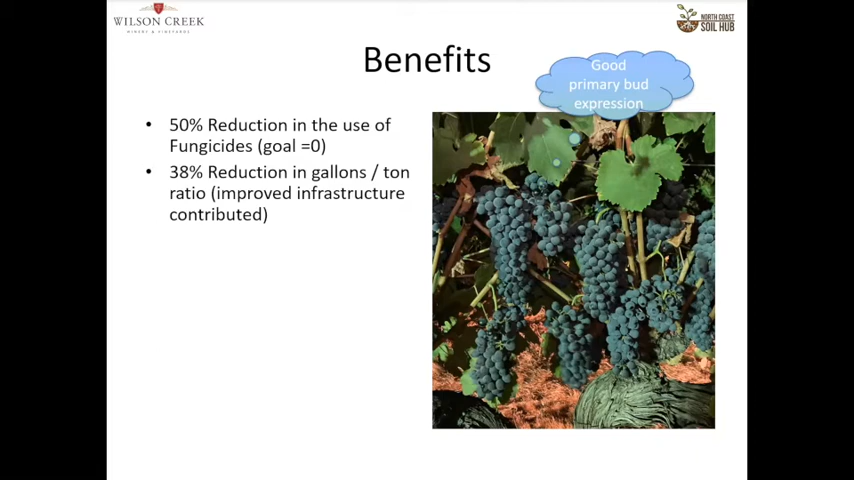 WILSON CREEK
WINERY & VINEYARDS
NORTH COAST
SOIL HUB
Benefits
Good
primary bud
expression
• 50% Reduction in the use of
Fungicides (goal =0)
• 38% Reduction in gallons / ton
ratio (improved infrastructure
contributed)